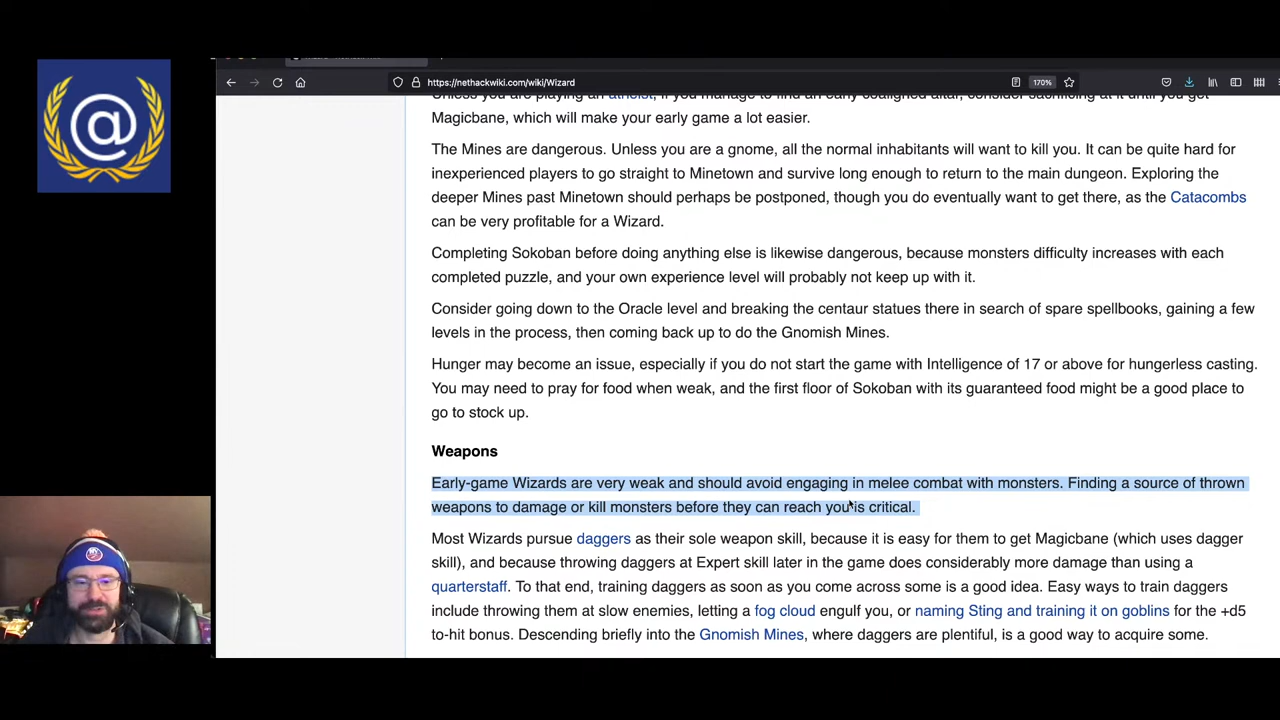 https://nethackwiki.com/wiki/Wizard
170%
@
Unless you are playing an atheist, if you manage to find an early coaligned altar, consider sacrificing at it until you get
Magicbane, which will make your early game a lot easier.
The Mines are dangerous. Unless you are a gnome, all the normal inhabitants will want to kill you. It can be quite hard for
inexperienced players to go straight to Minetown and survive long enough to return to the main dungeon. Exploring the
deeper Mines past Minetown should perhaps be postponed, though you do eventually want to get there, as the Catacombs
can be very profitable for a Wizard.
Completing Sokoban before doing anything else is likewise dangerous, because monsters difficulty increases with each
completed puzzle, and your own experience level will probably not keep up with it.
Consider going down to the Oracle level and breaking the centaur statues there in search of spare spellbooks, gaining a few
levels in the process, then coming back up to do the Gnomish Mines.
Hunger may become an issue, especially if you do not start the game with Intelligence of 17 or above for hungerless casting.
You may need to pray for food when weak, and the first floor of Sokoban with its guaranteed food might be a good place to
go to stock up.
Weapons
Early-game Wizards are very weak and should avoid engaging in melee combat with monsters. Finding a source of thrown
weapons to damage or kill monsters before they can reach you is critical.
Most Wizards pursue daggers as their sole weapon skill, because it is easy for them to get Magicbane (which uses dagger
skill), and because throwing daggers at Expert skill later in the game does considerably more damage than using a
quarterstaff. To that end, training daggers as soon as you come across some is a good idea. Easy ways to train daggers
include throwing them at slow enemies, letting a fog cloud engulf you, or naming Sting and training it on goblins for the +d5
to-hit bonus. Descending briefly into the Gnomish Mines, where daggers are plentiful, is a good way to acquire some.